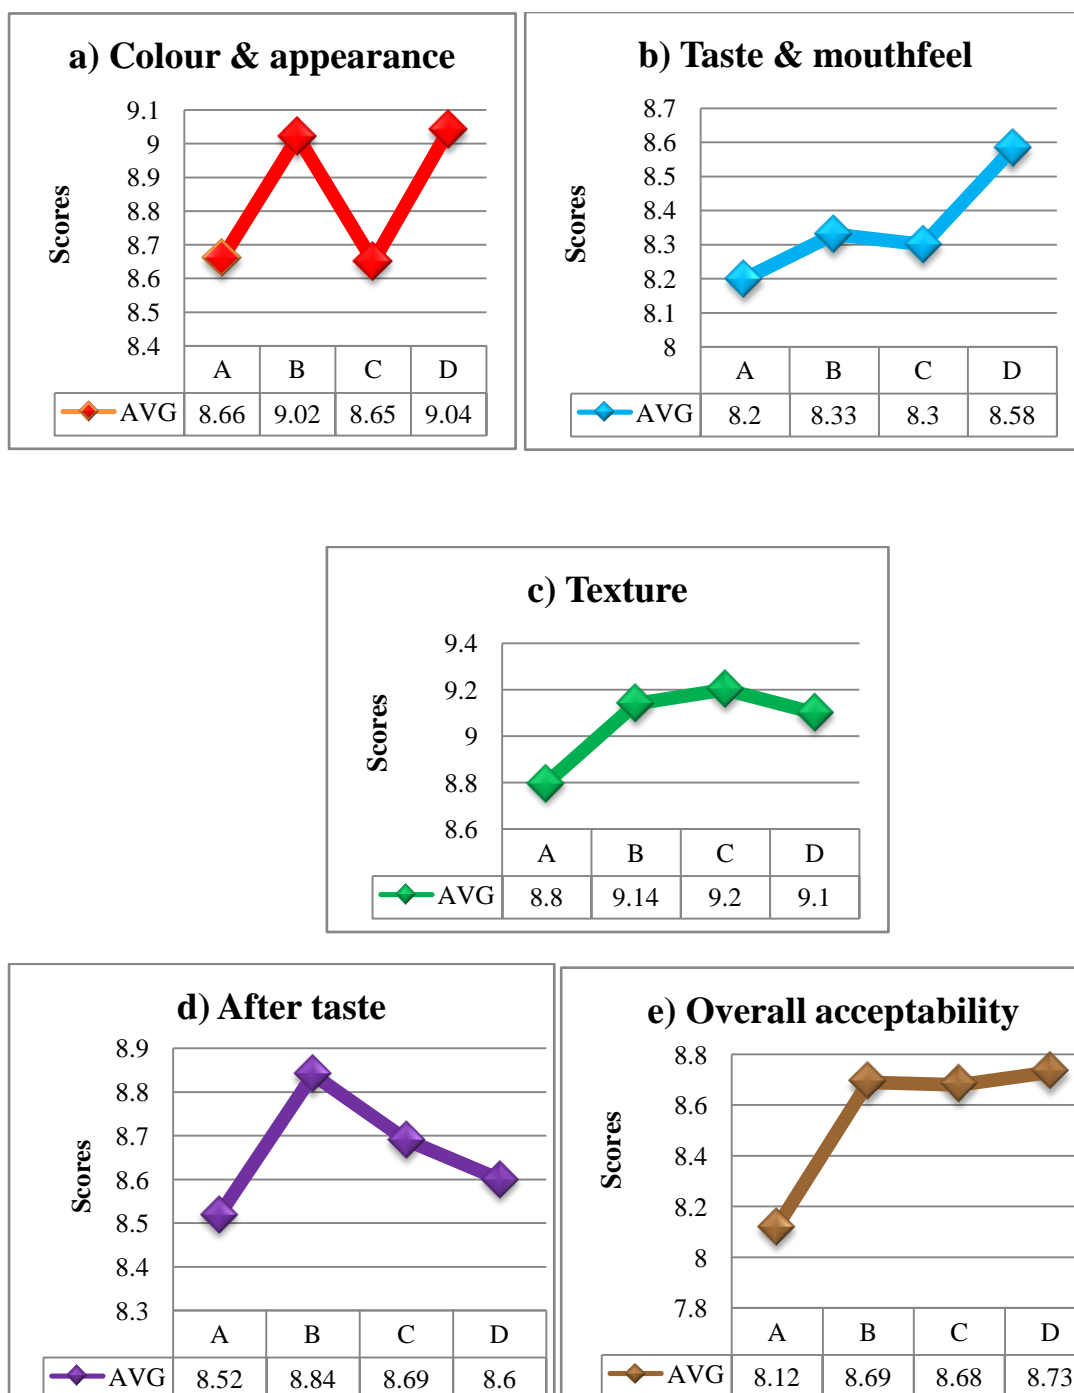 a) Colour & appearance
9.1
9
8.9
8.8
8.7
8.6
8.5
8.4
Scores
A B C D
AVG 8.66 9.02 8.65 9.04
b) Taste & mouthfeel
8.7
8.6
8.5
8.4
8.3
8.2
8.1
8
Scores
A B C D
AVG 8.2 8.33 8.3 8.58
c) Texture
9.4
9.2
9
8.8
8.6
Scores
A B C D
AVG 8.8 9.14 9.2 9.1
d) After taste
8.9
8.8
8.7
8.6
8.5
8.4
8.3
Scores
A B C D
AVG 8.52 8.84 8.69 8.6
e) Overall acceptability
8.8
8.6
8.4
8.2
8
7.8
Scores
A B C D
AVG 8.12 8.69 8.68 8.73